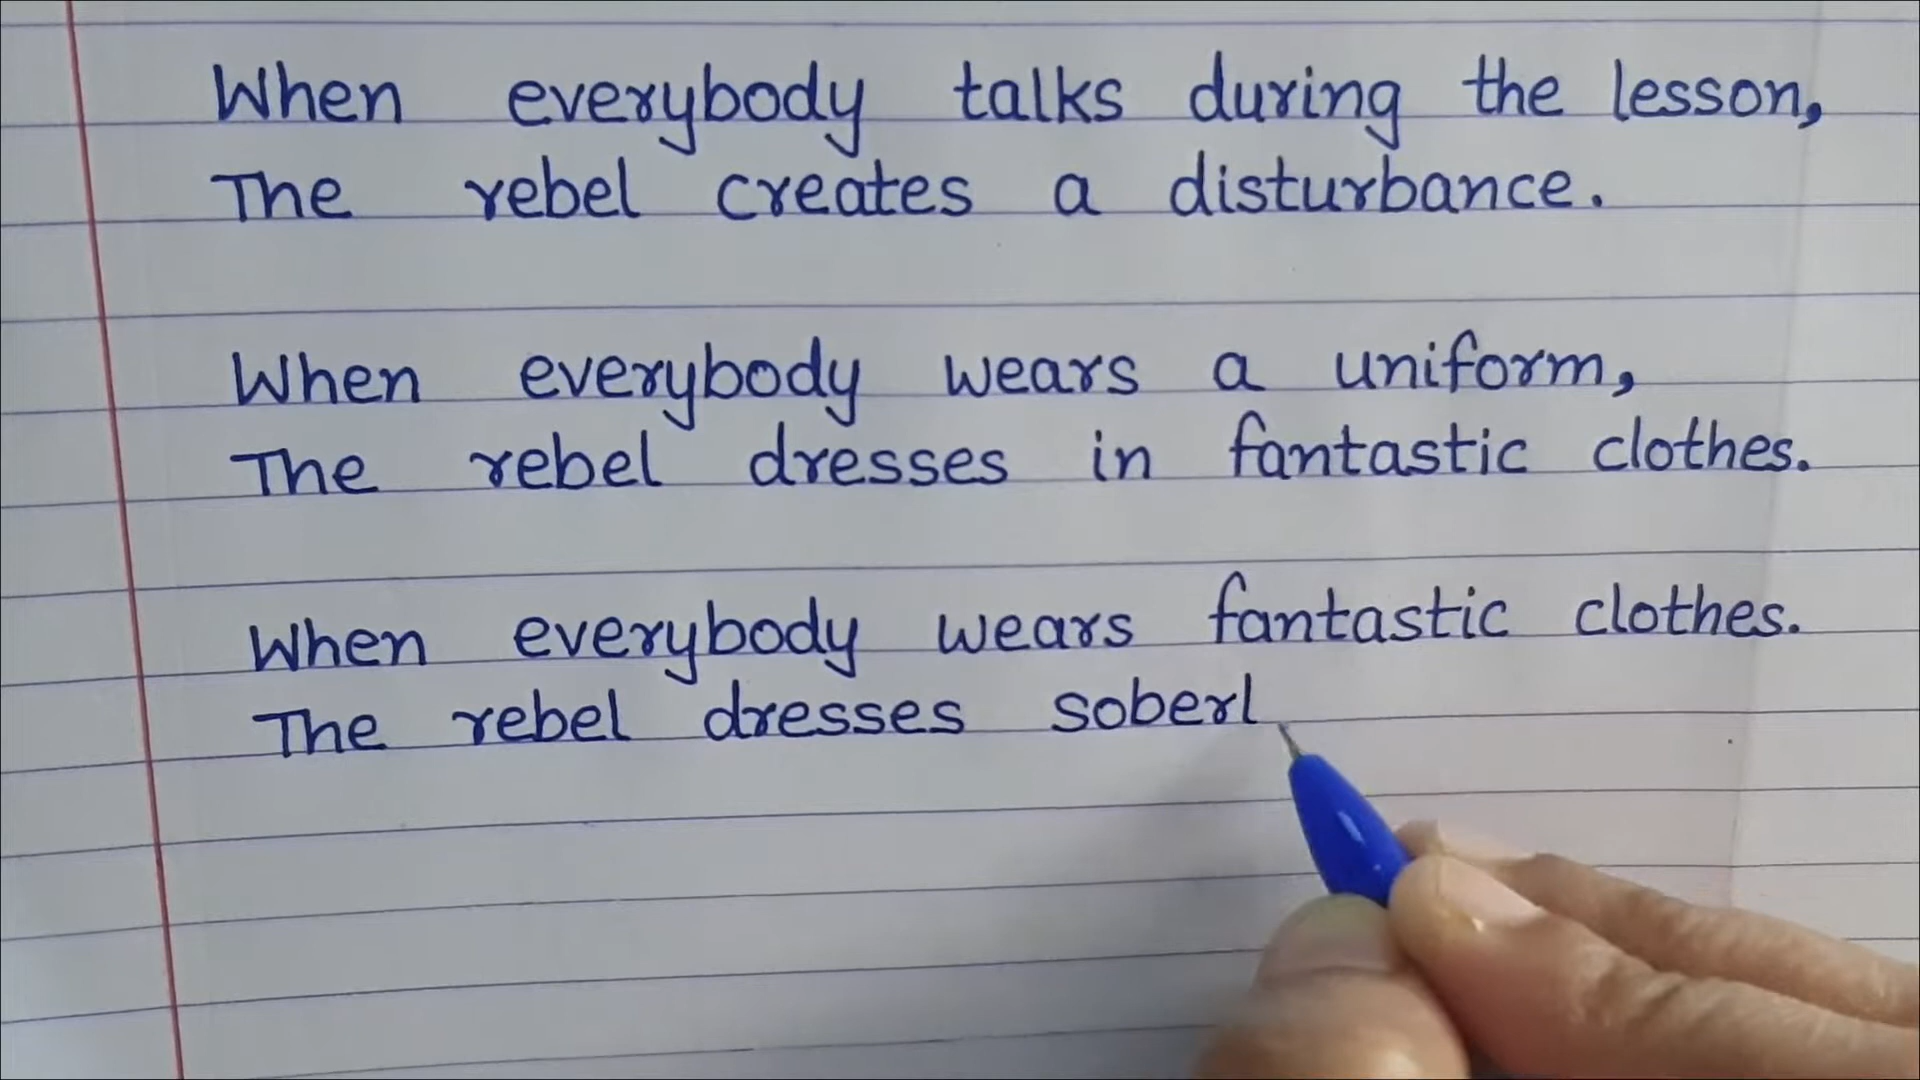 When everybody talks during the lesson,
The rebel creates a disturbance.
When everybody wears a uniform,
The rebel dresses in fantastic clothes.
When everybody wears fantastic clothes.
The rebel dresses soberl